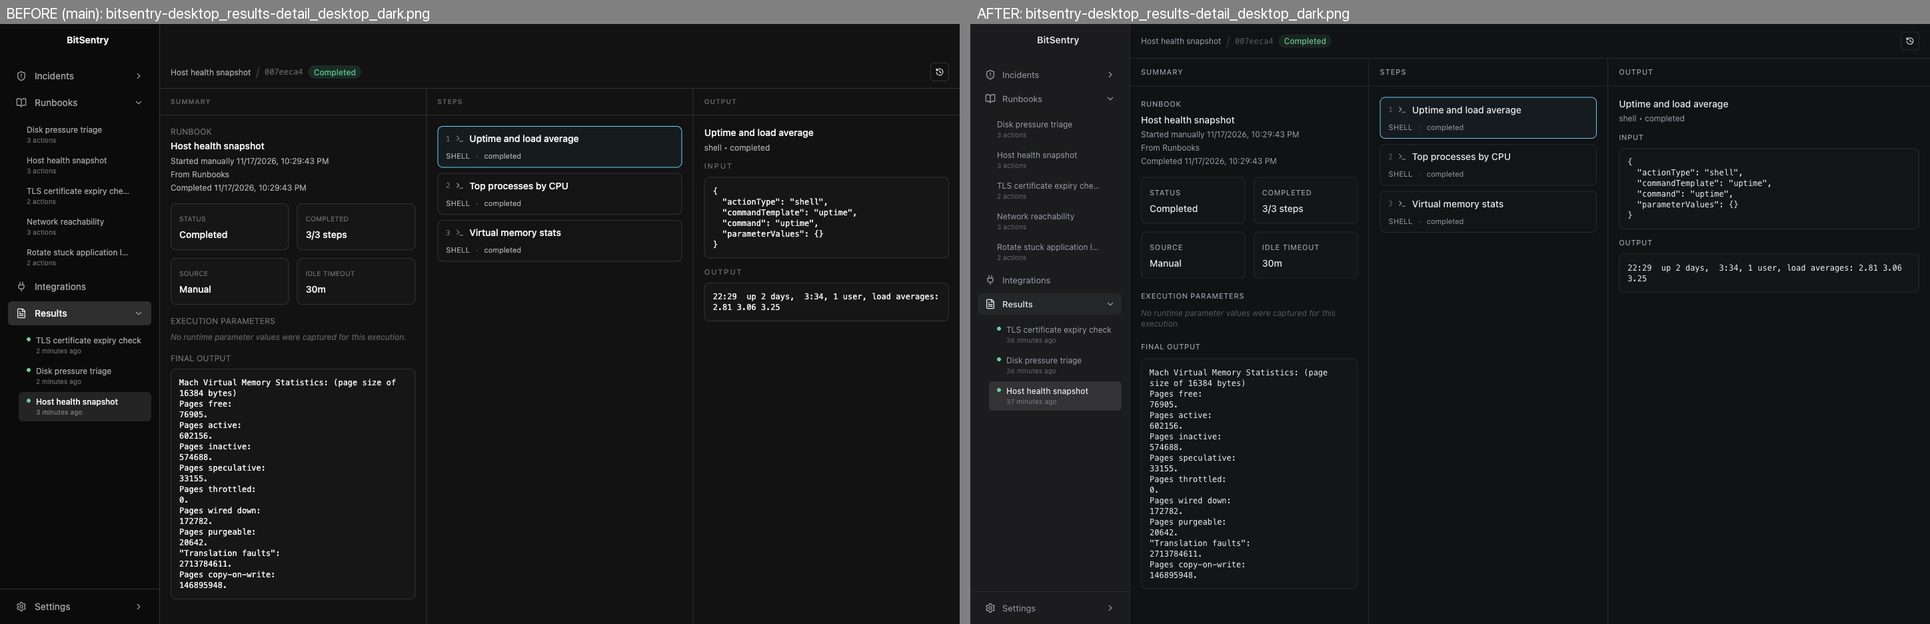 BEFORE (main): bitsentry-desktop_results-detail_desktop_dark.png
BitSentry
Incidents
Runbooks
Disk pressure triage
3 actions
Host health snapshot
3 actions
TLS certificate expiry che...
2 actions
Network reachability
3 actions
Rotate stuck application l...
2 actions
Integrations
Results
TLS certificate expiry check
2 minutes ago
Disk pressure triage
2 minutes ago
Host health snapshot
3 minutes ago
Settings
Host health snapshot / 007eeca4 Completed
SUMMARY
RUNBOOK
Host health snapshot
Started manually 11/17/2026, 10:29:43 PM
From Runbooks
Completed 11/17/2026, 10:29:43 PM
STATUS
Completed
COMPLETED
3/3 steps
SOURCE
Manual
IDLE TIMEOUT
30m
EXECUTION PARAMETERS
No runtime parameter values were captured for this execution.
FINAL OUTPUT
Mach Virtual Memory Statistics: (page size of
16384 bytes)
Pages free:
76905.
Pages active:
602156.
Pages inactive:
574688.
Pages speculative:
33155.
Pages throttled:
0.
Pages wired down:
172782.
Pages purgeable:
20642.
"Translation faults":
2713784611.
Pages copy-on-write:
146895948.
STEPS
1 >_ Uptime and load average
SHELL · completed
2 >_ Top processes by CPU
SHELL · completed
3 >_ Virtual memory stats
SHELL · completed
OUTPUT
Uptime and load average
shell • completed
INPUT
{
"actionType": "shell",
"commandTemplate": "uptime",
"command": "uptime",
"parameterValues": {}
}
OUTPUT
22:29 up 2 days, 3:34, 1 user, load averages:
2.81 3.06 3.25
AFTER: bitsentry-desktop_results-detail_desktop_dark.png
BitSentry
Incidents
Runbooks
Disk pressure triage
3 actions
Host health snapshot
3 actions
TLS certificate expiry che...
2 actions
Network reachability
3 actions
Rotate stuck application l...
2 actions
Integrations
Results
TLS certificate expiry check
36 minutes ago
Disk pressure triage
36 minutes ago
Host health snapshot
37 minutes ago
Settings
Host health snapshot / 007eeca4 Completed
SUMMARY
RUNBOOK
Host health snapshot
Started manually 11/17/2026, 10:29:43 PM
From Runbooks
Completed 11/17/2026, 10:29:43 PM
STATUS
Completed
COMPLETED
3/3 steps
SOURCE
Manual
IDLE TIMEOUT
30m
EXECUTION PARAMETERS
No runtime parameter values were captured for this
execution.
FINAL OUTPUT
Mach Virtual Memory Statistics: (page
size of 16384 bytes)
Pages free:
76905.
Pages active:
602156.
Pages inactive:
574688.
Pages speculative:
33155.
Pages throttled:
0.
Pages wired down:
172782.
Pages purgeable:
20642.
"Translation faults":
2713784611.
Pages copy-on-write:
146895948.
STEPS
1 >_ Uptime and load average
SHELL · completed
2 >_ Top processes by CPU
SHELL · completed
3 >_ Virtual memory stats
SHELL · completed
OUTPUT
Uptime and load average
shell • completed
INPUT
{
"actionType": "shell",
"commandTemplate": "uptime",
"command": "uptime",
"parameterValues": {}
}
OUTPUT
22:29 up 2 days, 3:34, 1 user, load averages: 2.81 3.06
3.25